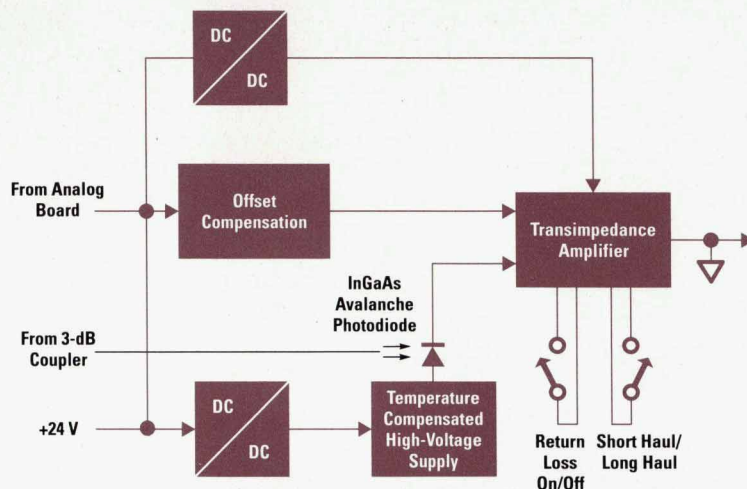 DC
DC
From Analog
Board
Offset
Compensation
Transimpedance
Amplifier
InGaAs
Avalanche
Photodiode
From 3-dB
Coupler
+24 V
DC
DC
Temperature
Compensated
High-Voltage
Supply
Return
Loss
On/Off
Short Haul/
Long Haul